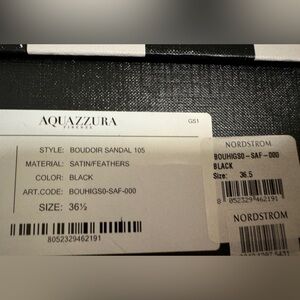 AQUAZZURA
FIRENZE
GS1
STYLE: BOUDOIR SANDAL 105
MATERIAL: SATIN/FEATHERS
COLOR: BLACK
ART.CODE: BOUHIGS0-SAF-000
SIZE: 36½
8052329462191
NORDSTROM
BOUHIGS0-SAF-000
BLACK
Size: 36.5
8 052329 462191
NORDSTROM